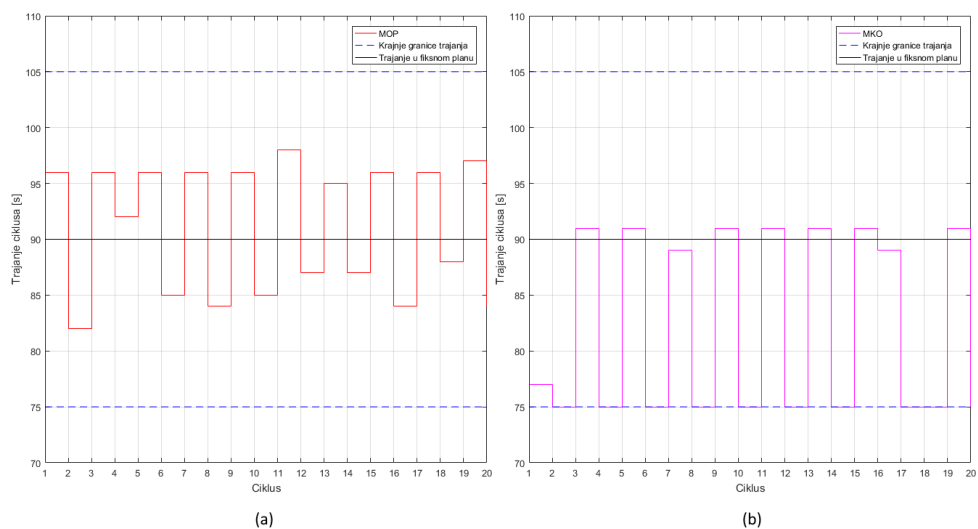 MOP
Krajnje granice trajanja
Trajanje u fiksnom planu
Trajanje ciklusa [s]
110
105
100
95
90
85
80
75
70
1 2 3 4 5 6 7 8 9 10 11 12 13 14 15 16 17 18 19 20
Ciklus
(a)
MKO
Krajnje granice trajanja
Trajanje u fiksnom planu
Trajanje ciklusa [s]
110
105
100
95
90
85
80
75
70
1 2 3 4 5 6 7 8 9 10 11 12 13 14 15 16 17 18 19 20
Ciklus
(b)